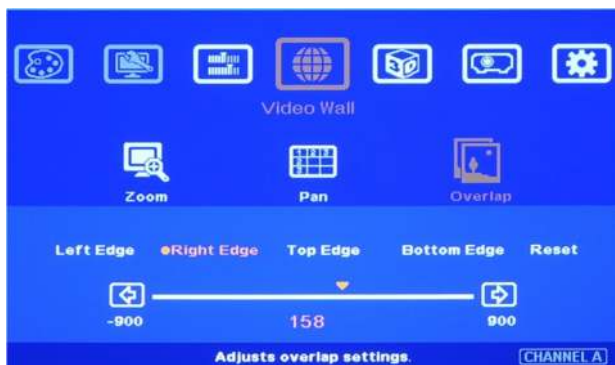 3D
Video Wall
Zoom
Pan
Overlap
Left Edge
Right Edge
Top Edge
Bottom Edge
Reset
-900
158
900
Adjusts overlap settings.
CHANNEL A